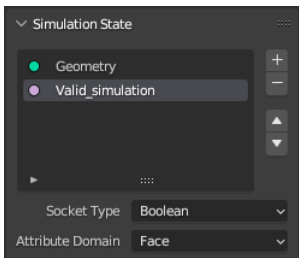 Simulation State
Geometry
Valid_simulation
Socket Type Boolean
Attribute Domain Face